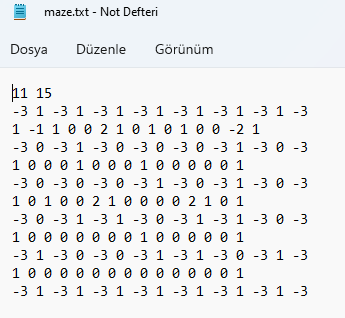 maze.txt - Not Defteri
Dosya Düzenle Görünüm
11 15
-3 1 -3 1 -3 1 -3 1 -3 1 -3 1 -3 1 -3
1 -1 1 0 0 2 1 0 1 0 1 0 0 -2 1
-3 0 -3 1 -3 0 -3 0 -3 0 -3 1 -3 0 -3
1 0 0 0 1 0 0 0 1 0 0 0 0 0 1
-3 0 -3 0 -3 0 -3 1 -3 0 -3 1 -3 0 -3
1 0 1 0 0 2 1 0 0 0 0 2 1 0 1
-3 0 -3 1 -3 1 -3 0 -3 1 -3 1 -3 0 -3
1 0 0 0 0 0 0 0 1 0 0 0 0 0 1
-3 1 -3 0 -3 0 -3 1 -3 1 -3 0 -3 1 -3
1 0 0 0 0 0 0 0 0 0 0 0 0 0 1
-3 1 -3 1 -3 1 -3 1 -3 1 -3 1 -3 1 -3